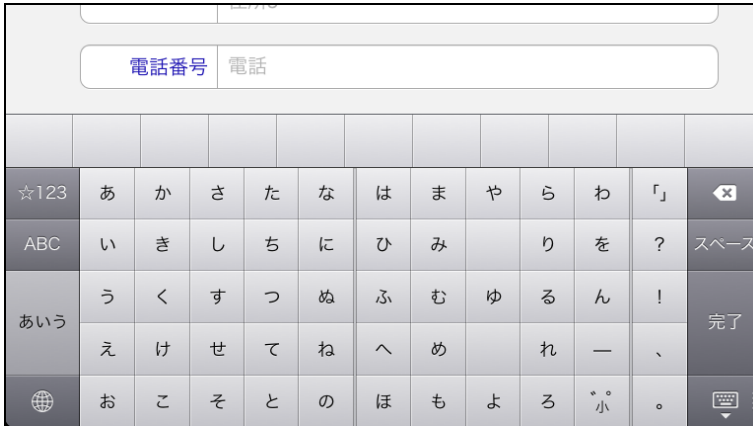 電話番号 電話
☆123 あ か さ た な は ま や ら わ 「」
ABC い き し ち に ひ み り を ? スペース
う く す つ ぬ ふ む ゆ る ん !
あいう 完了
え け せ て ね へ め れ ー 、
お こ そ と の ほ も よ ろ ゛゜小 。